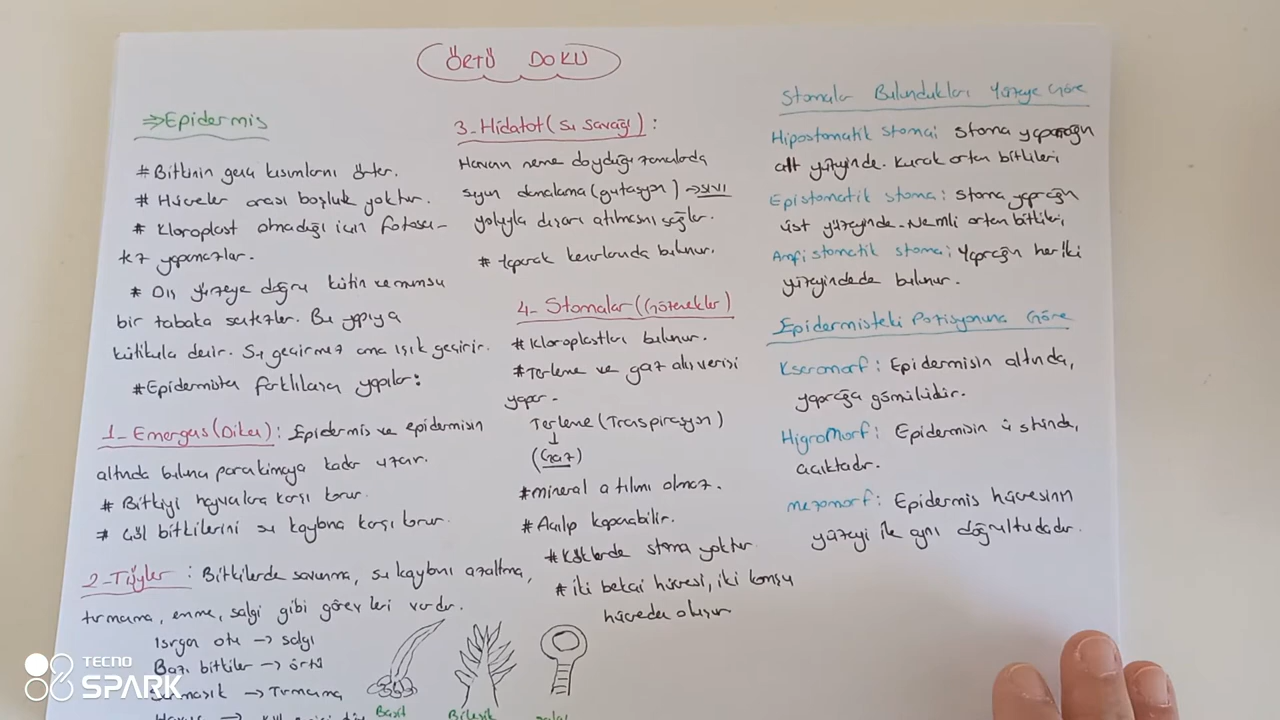 ÖRTÜ DOKU
⇒Epidermis
# Bitkinin genç kısımlarını örter.
# Hücreler arası boşluk yoktur.
# Kloroplast olmadığı için fotosen-
tez yapamazlar.
# Dış yüzeye doğru kütin ve mumsu
bir tabaka sentezler. Bu yapıya
kütikula denir. Su geçirmez ama ışık geçirir.
#Epidermisten farklılaşan yapılar:
1- Emergens(Diken): Epidermis ve epidermisin
altında bulunan parankimaya kadar uzar.
# Bitkiyi hayvanlara karşı korur.
# Çöl bitkilerini su kaybına karşı korur.
2-Tüyler : Bitkilerde savunma, su kaybını azaltma,
tırmanma, emme, salgı gibi görevleri vardır.
Isırgan otu → salgı
Bazı bitkiler → örtü
Sarmaşık → Tırmanma
Basit
Bileşik
3-Hidatot(Su Savağı):
Havanın neme doyduğu zamanlarda
suyun damlama(gutasyon) →sıvı
yoluyla dışarı atılmasını sağlar.
# Yaprak kenarlarında bulunur.
4- Stomalar((Gözenekler)
#Kloroplastları bulunur.
#Terleme ve gaz alış verisi
yapar.
Terleme(Transpirasyon)
↓
(Gaz)
#mineral atılımı olmaz.
#Açılıp kapanabilir.
#Köklerde stoma yoktur.
# iki bekçi hücresi, iki komşu
hücreden oluşur
Stomalar Bulundukları Yüzeye Göre
Hipostomatik Stoma: Stoma yaprağın
alt yüzeyinde. Kurak ortam bitkileri
Epistomatik stoma: Stoma yaprağın
üst yüzeyinde. Nemli ortam bitkileri
Amfistomatik stoma: Yaprağın her iki
yüzeyindede bulunur.
Epidermisteki Pozisyonuna Göre
Kseromorf: Epidermisin altında,
yaprağa gömülüdür.
HigroMorf: Epidermisin üstünde,
açıktadır.
mezomorf: Epidermis hücresinin
yüzeyi ile aynı doğrultudadır.
TECNO
SPARK